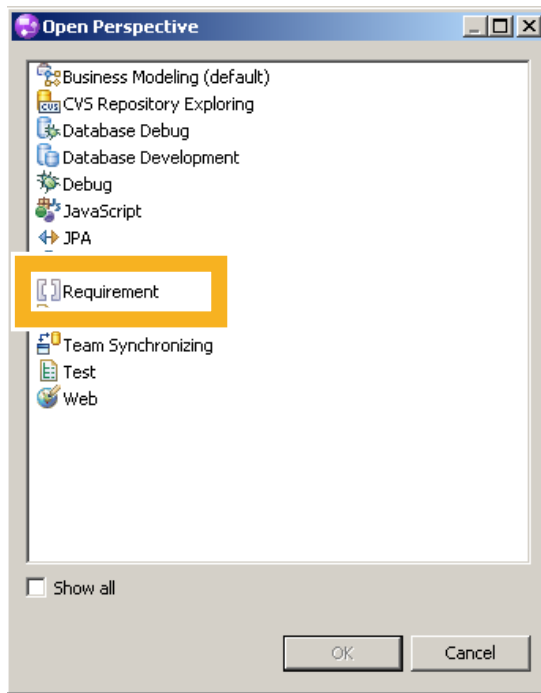 Open Perspective
Business Modeling (default)
CVS CVS Repository Exploring
Database Debug
Database Development
Debug
JavaScript
JPA
Requirement
Team Synchronizing
Test
Web
Show all
OK Cancel